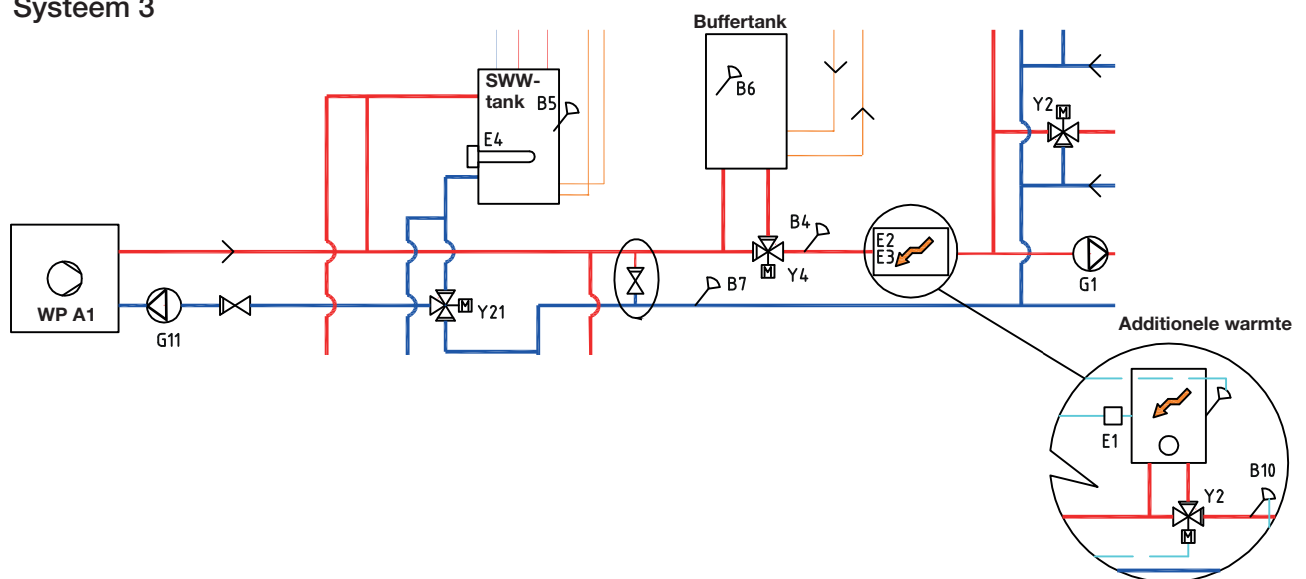 Systeem 3
Buffertank
SWW-
tank
B5
E4
B6
Y2
B4
Y4
E2
E3
G1
B7
WP A1
G11
Y21
Additionele warmte
E1
B10
Y2
M
M
M
M